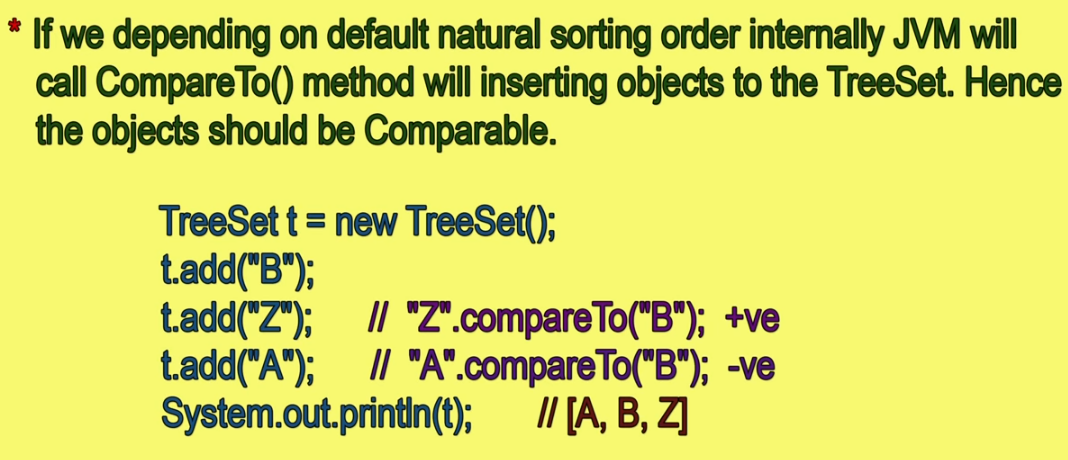 * If we depending on default natural sorting order internally JVM will
call CompareTo() method will inserting objects to the TreeSet. Hence
the objects should be Comparable.
TreeSet t = new TreeSet();
t.add("B");
t.add("Z"); // "Z".compareTo("B"); +ve
t.add("A"); // "A".compareTo("B"); -ve
System.out.println(t); // [A, B, Z]